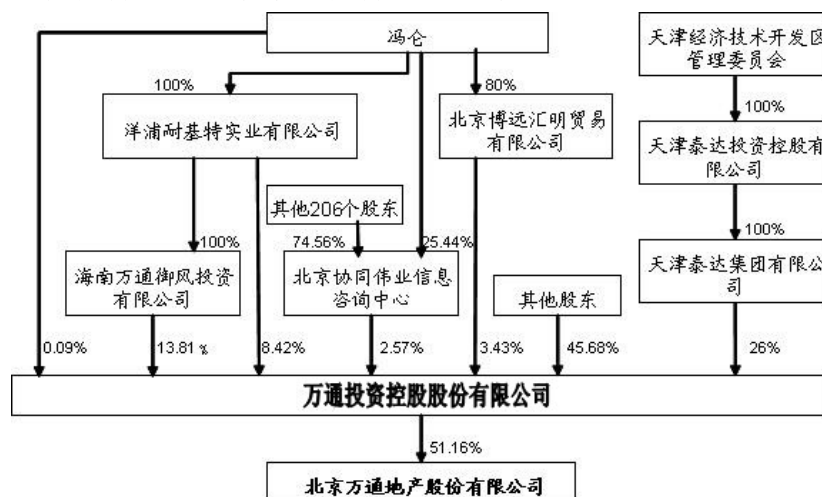 冯仑
天津经济技术开发区
管理委员会
100%
80%
100%
洋浦耐基特实业有限公司
北京博远汇明贸易
有限公司
天津泰达投资控股有
限公司
其他206个股东
100%
74.56%
25.44%
100%
海南万通御风投资
有限公司
北京协同伟业信息
咨询中心
其他股东
天津泰达集团有限公
司
0.09%
13.81%
8.42%
2.57%
3.43%
45.68%
26%
万通投资控股股份有限公司
51.16%
北京万通地产股份有限公司